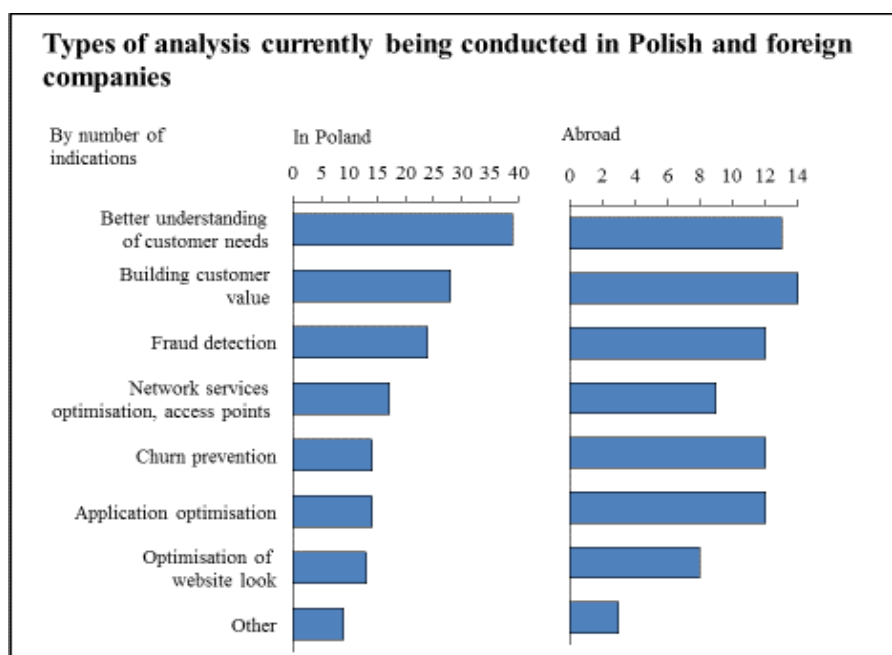 Types of analysis currently being conducted in Polish and foreign
companies
By number of
indications
In Poland
0 5 10 15 20 25 30 35 40
Abroad
0 2 4 6 8 10 12 14
Better understanding
of customer needs
Building customer
value
Fraud detection
Network services
optimisation, access points
Churn prevention
Application optimisation
Optimisation of
website look
Other